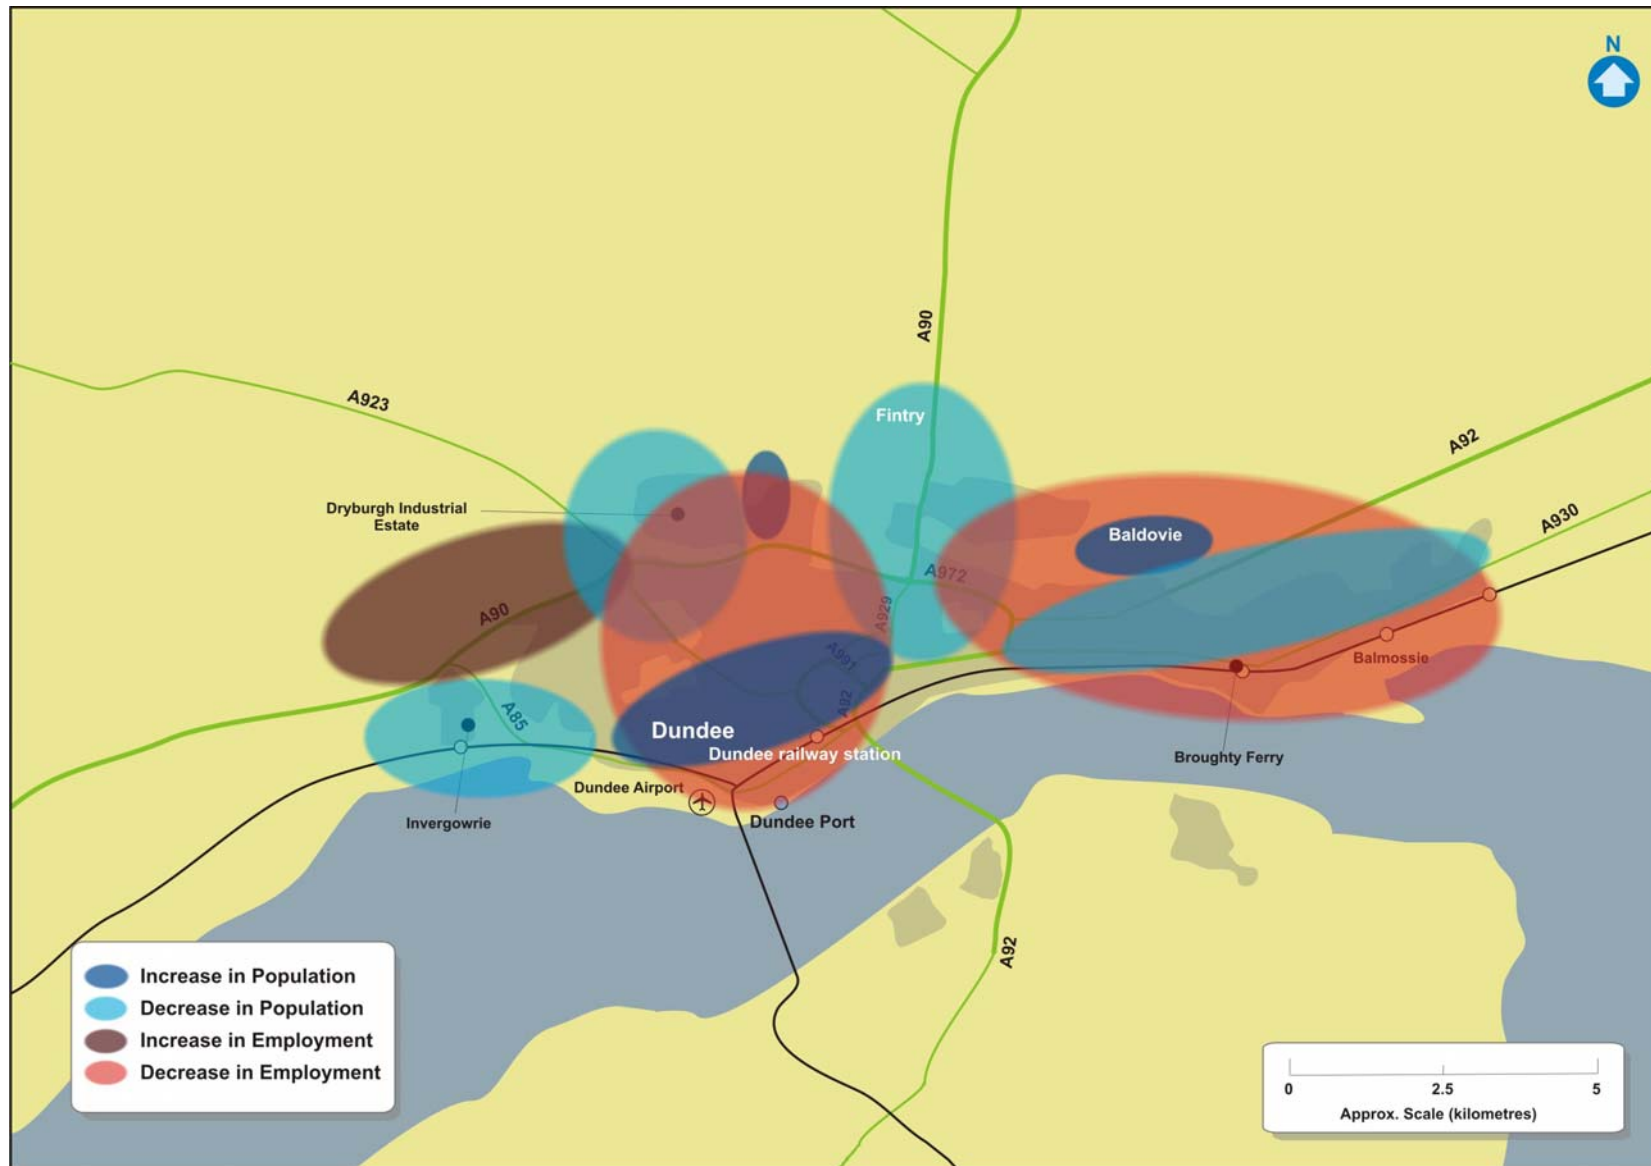 N
A90
Fintry
A923
A92
Dryburgh Industrial
Estate
A930
Baldovie
A972
A90
A929
A991
Balmossie
A85
A92
Dundee
Dundee railway station
Broughty Ferry
Dundee Airport
Invergowrie
Dundee Port
A92
Increase in Population
Decrease in Population
Increase in Employment
Decrease in Employment
0 2.5 5
Approx. Scale (kilometres)